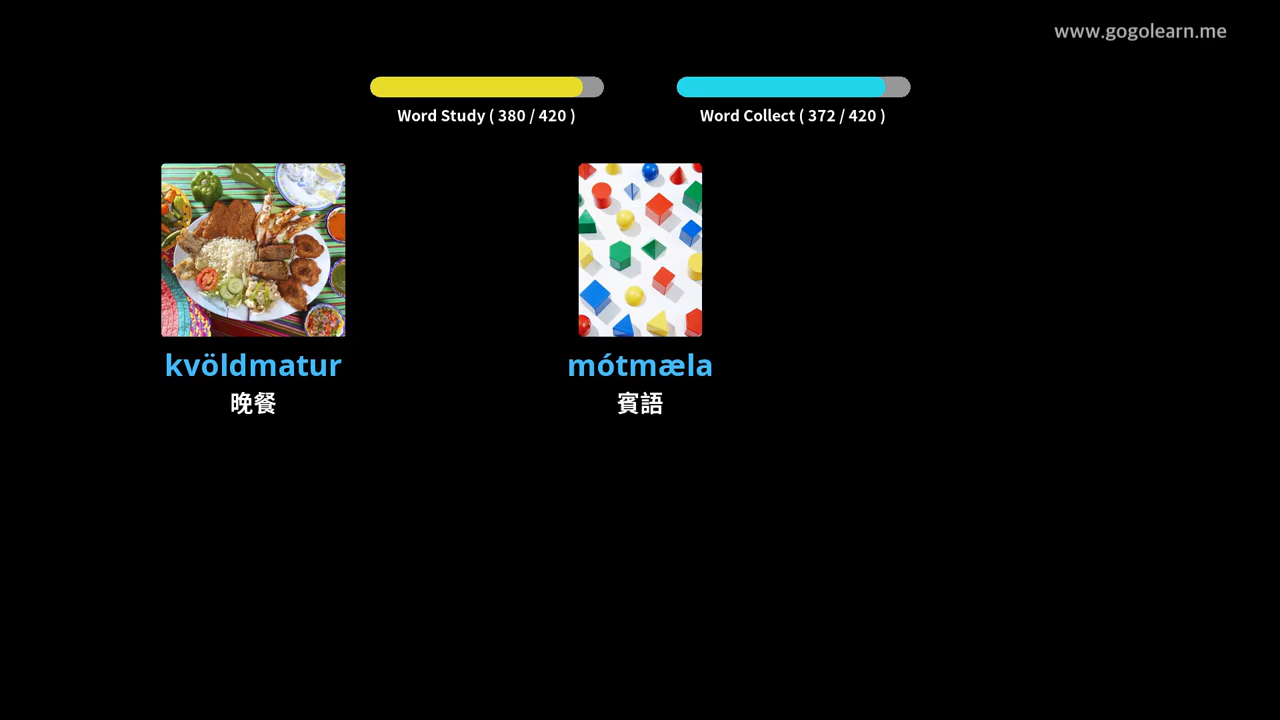 www.gogolearn.me
Word Study ( 380 / 420 )
Word Collect ( 372 / 420 )
kvöldmatur
晚餐
mótmæla
賓語